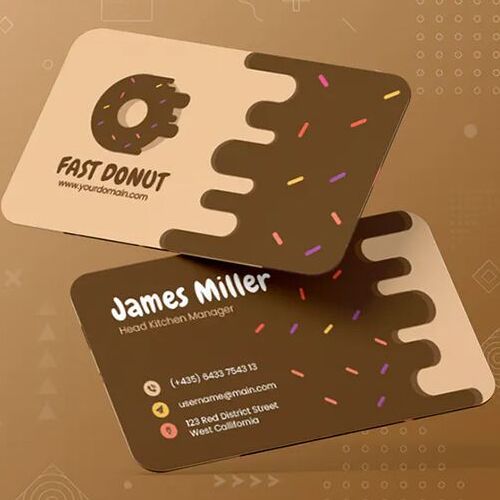 FAST DONUT
www.yourdomain.com
James Miller
Head Kitchen Manager
(+435) 6433 7543 13
username@main.com
123 Red District Street
West Callifornia